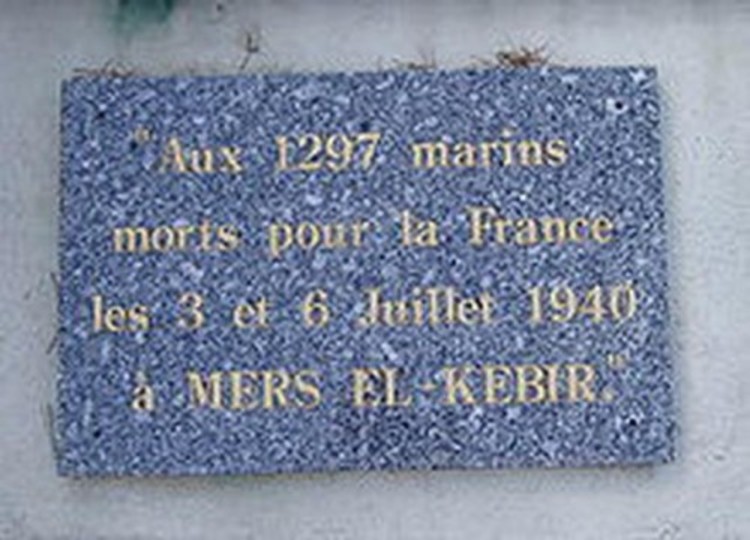 "Aux 1297 marins
morts pour la France
les 3 et 6 Juillet 1940
à MERS EL-KEBIR."